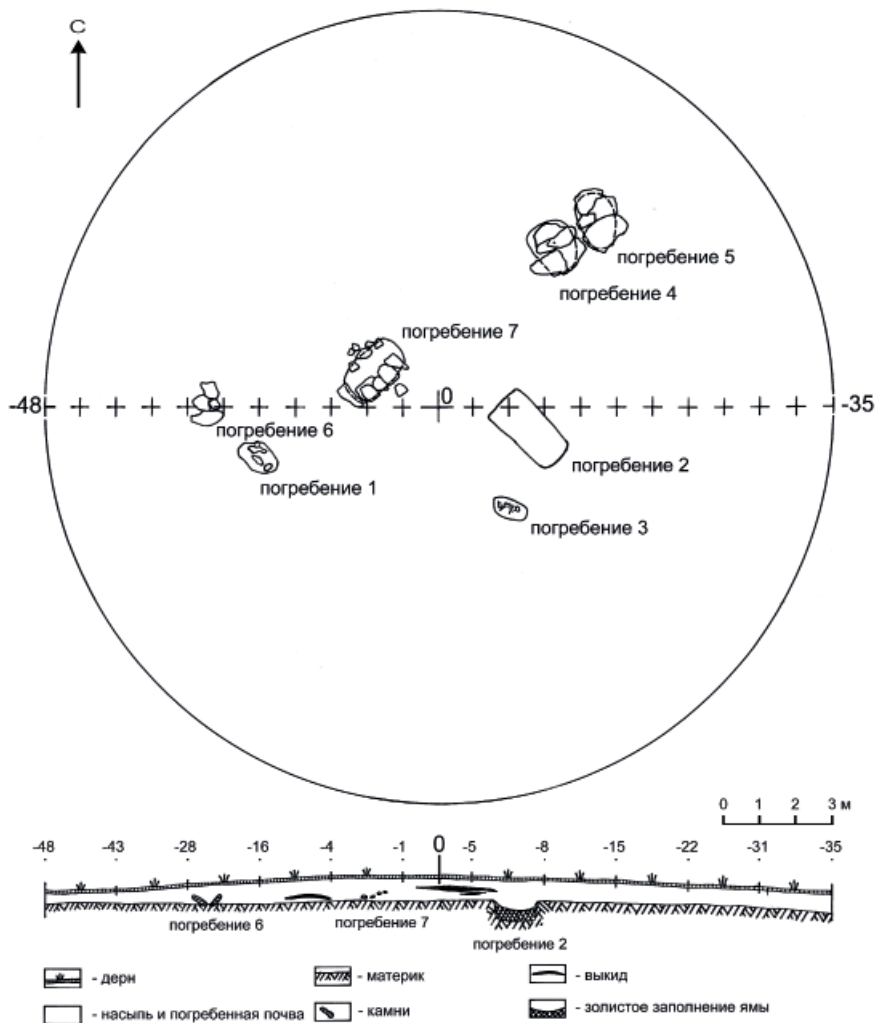 С
погребение 5
погребение 4
погребение 7
-48 0 -35
погребение 6
погребение 2
погребение 1
погребение 3
0 1 2 3 м
-48 -43 -28 -16 -4 -1 0 -5 -8 -15 -22 -31 -35
погребение 6 погребение 7
погребение 2
- дерн - материк - выкид
- насыпь и погребенная почва - камни - золистое заполнение ямы